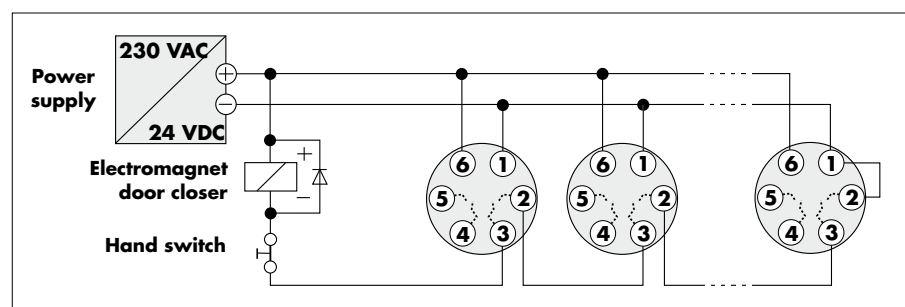 230 VAC
Power
supply
+
−
24 VDC
Electromagnet
door closer
+
−
Hand switch
6 1
5 2
4 3
6 1
5 2
4 3
6 1
5 2
4 3